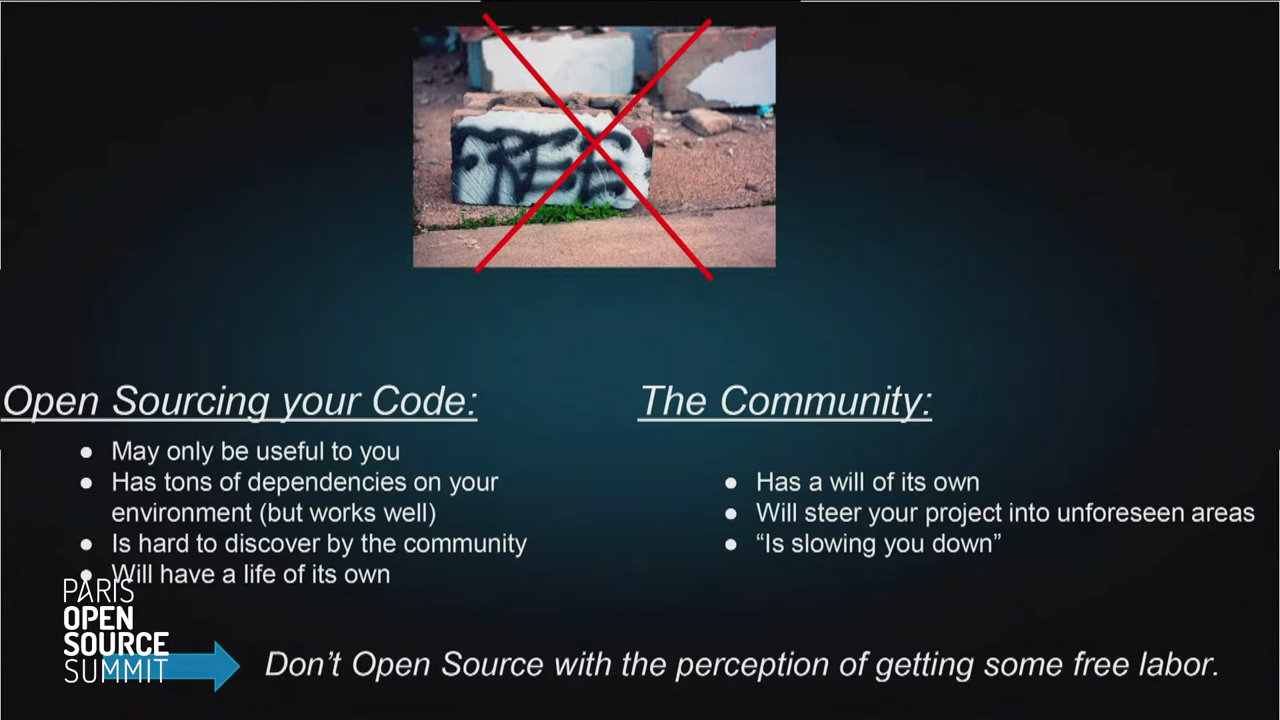 FREE
Open Sourcing your Code:
May only be useful to you
Has tons of dependencies on your
environment (but works well)
Is hard to discover by the community
Will have a life of its own
The Community:
Has a will of its own
Will steer your project into unforeseen areas
“Is slowing you down”
PARIS
OPEN
SOURCE
SUMMIT
Don’t Open Source with the perception of getting some free labor.